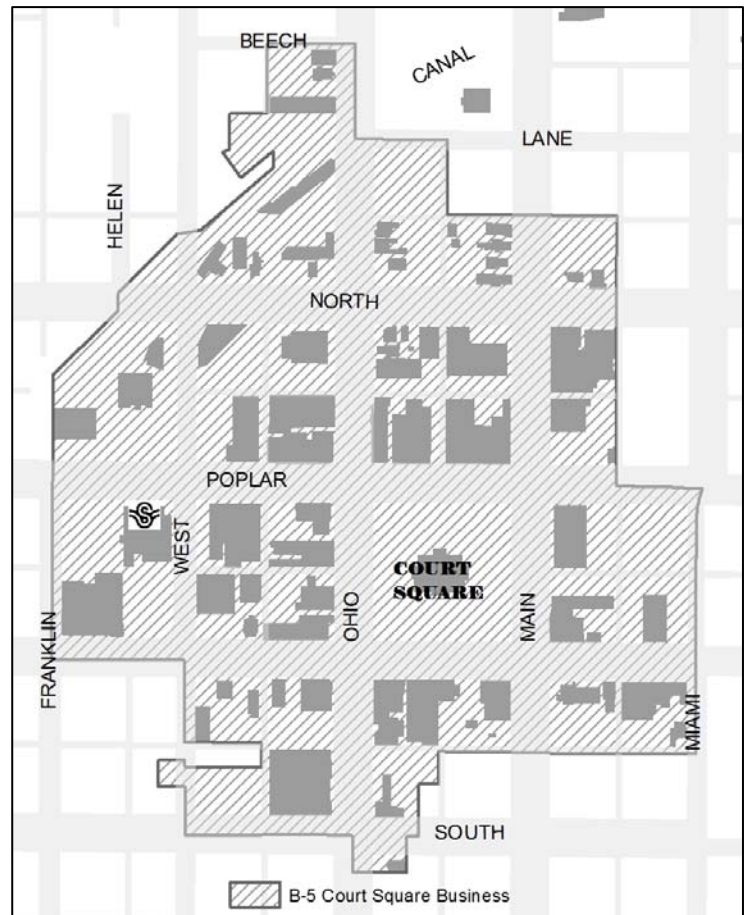 BEECH
CANAL
LANE
HELEN
NORTH
POPLAR
WEST
COURT
SQUARE
OHIO
MAIN
FRANKLIN
MIAMI
SOUTH
B-5 Court Square Business